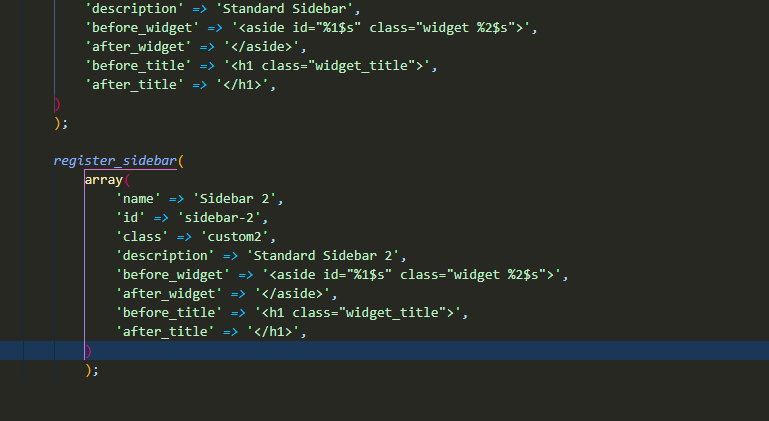 'description' => 'Standard Sidebar',
'before_widget' => '<aside id="%1$s" class="widget %2$s">',
'after_widget' => '</aside>',
'before_title' => '<h1 class="widget_title">',
'after_title' => '</h1>',
)
);
register_sidebar(
array(
'name' => 'Sidebar 2',
'id' => 'sidebar-2',
'class' => 'custom2',
'description' => 'Standard Sidebar 2',
'before_widget' => '<aside id="%1$s" class="widget %2$s">',
'after_widget' => '</aside>',
'before_title' => '<h1 class="widget_title">',
'after_title' => '</h1>',
)
);